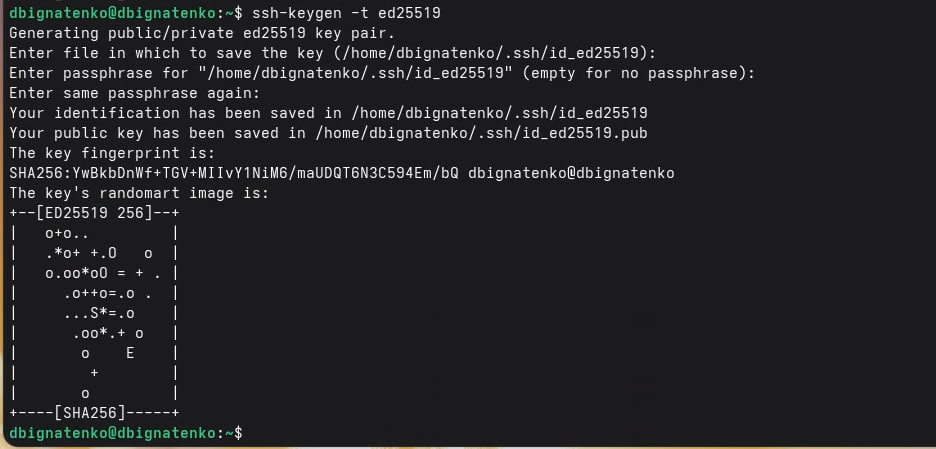 dbignatenko@dbignatenko:~$ ssh-keygen -t ed25519
Generating public/private ed25519 key pair.
Enter file in which to save the key (/home/dbignatenko/.ssh/id_ed25519):
Enter passphrase for "/home/dbignatenko/.ssh/id_ed25519" (empty for no passphrase):
Enter same passphrase again:
Your identification has been saved in /home/dbignatenko/.ssh/id_ed25519
Your public key has been saved in /home/dbignatenko/.ssh/id_ed25519.pub
The key fingerprint is:
SHA256:YwBkbDnWf+TGV+MIIvY1NiM6/maUDQT6N3C594Em/bQ dbignatenko@dbignatenko
The key's randomart image is:
+--[ED25519 256]--+
|   o+o..         |
|   .*o+ +.O   o  |
|   o.oo*oO = + . |
|     .o++o=.o .  |
|     ...S*=.o    |
|      .oo*.+ o   |
|       o    E    |
|        +        |
|       o         |
+----[SHA256]-----+
dbignatenko@dbignatenko:~$